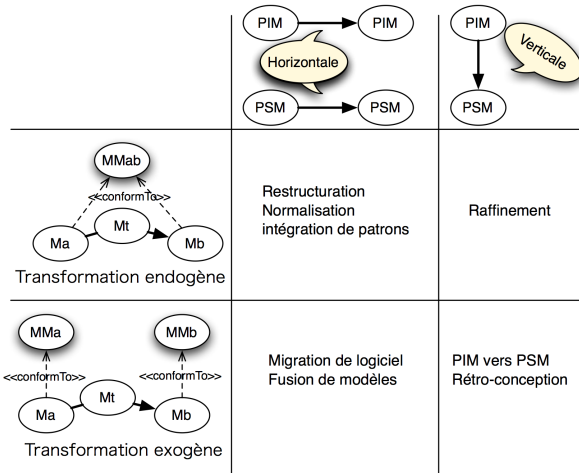 PIM PIM PIM
Horizontale Verticale
PSM PSM PSM
MMab
<<conformTo>>
Ma Mt Mb
Transformation endogène
Restructuration
Normalisation
intégration de patrons
Raffinement
MMa MMb
<<conformTo>> <<conformTo>>
Ma Mt Mb
Transformation exogène
Migration de logiciel
Fusion de modèles
PIM vers PSM
Rétro-conception